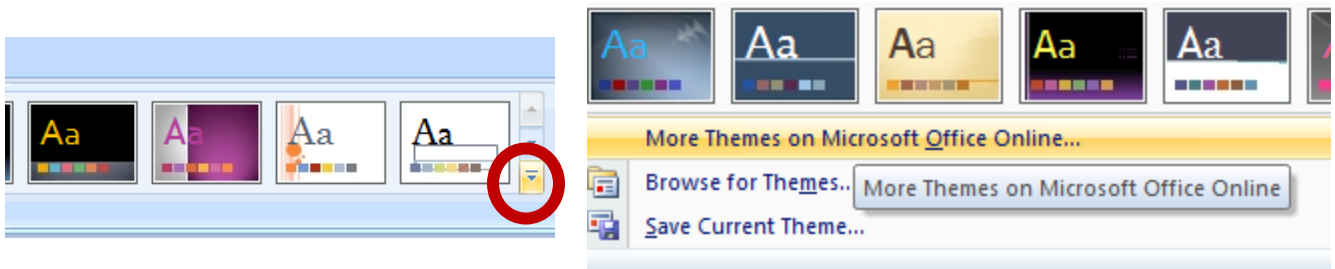 Aa Aa Aa Aa
Aa Aa Aa Aa Aa
More Themes on Microsoft Office Online...
Browse for Themes..
More Themes on Microsoft Office Online
Save Current Theme...